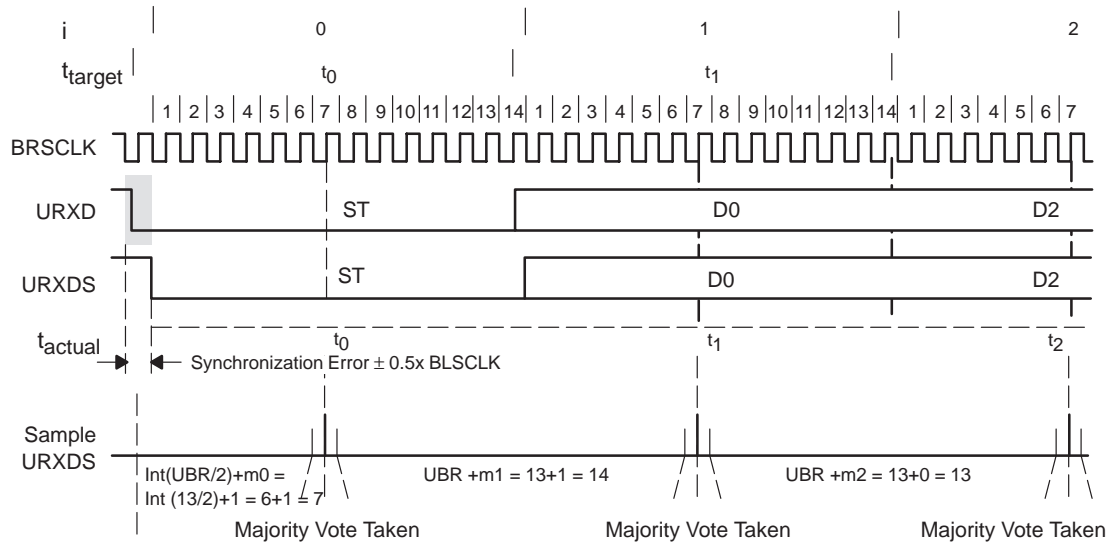 i 0 1 2
ttarget t0 t1
1 2 3 4 5 6 7 8 9 10 11 12 13 14 1 2 3 4 5 6 7 8 9 10 11 12 13 14 1 2 3 4 5 6 7
BRSCLK
URXD ST D0 D2
URXDS ST D0 D2
tactual t0 t1 t2
Synchronization Error ± 0.5x BLSCLK
Sample
URXDS
Int(UBR/2)+m0 =
Int (13/2)+1 = 6+1 = 7
UBR +m1 = 13+1 = 14
UBR +m2 = 13+0 = 13
Majority Vote Taken Majority Vote Taken Majority Vote Taken